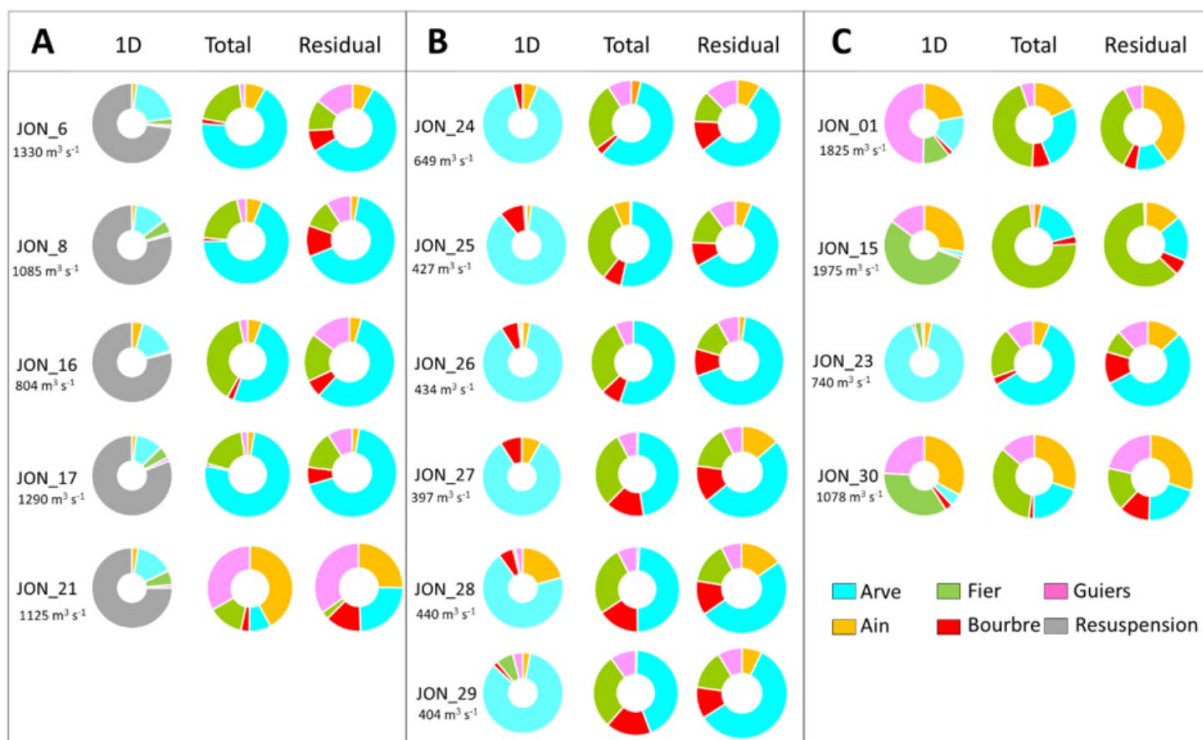 A 1D Total Residual
JON_6
1330 m³ s⁻¹
JON_8
1085 m³ s⁻¹
JON_16
804 m³ s⁻¹
JON_17
1290 m³ s⁻¹
JON_21
1125 m³ s⁻¹
B 1D Total Residual
JON_24
649 m³ s⁻¹
JON_25
427 m³ s⁻¹
JON_26
434 m³ s⁻¹
JON_27
397 m³ s⁻¹
JON_28
440 m³ s⁻¹
JON_29
404 m³ s⁻¹
C 1D Total Residual
JON_01
1825 m³ s⁻¹
JON_15
1975 m³ s⁻¹
JON_23
740 m³ s⁻¹
JON_30
1078 m³ s⁻¹
Arve Fier Guiers
Ain Bourbre Resuspension